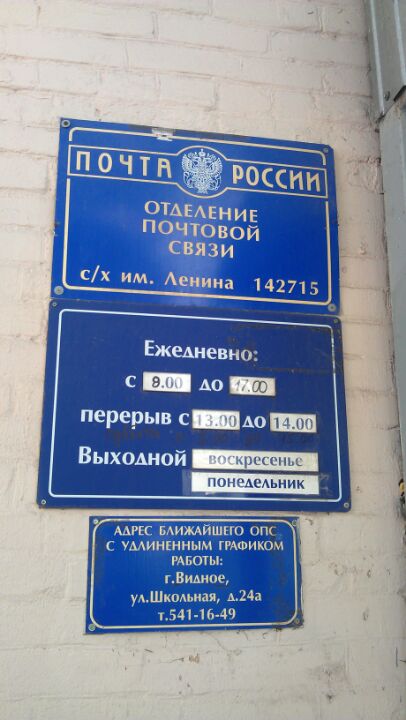 ПОЧТА РОССИИ
ОТДЕЛЕНИЕ
ПОЧТОВОЙ
СВЯЗИ
с/х им. Ленина 142715
Ежедневно:
с 9.00 до 17.00
перерыв с 13.00 до 14.00
Выходной воскресенье
понедельник
АДРЕС БЛИЖАЙШЕГО ОПС
С УДЛИНЕННЫМ ГРАФИКОМ
РАБОТЫ:
г.Видное,
ул.Школьная, д.24а
т.541-16-49